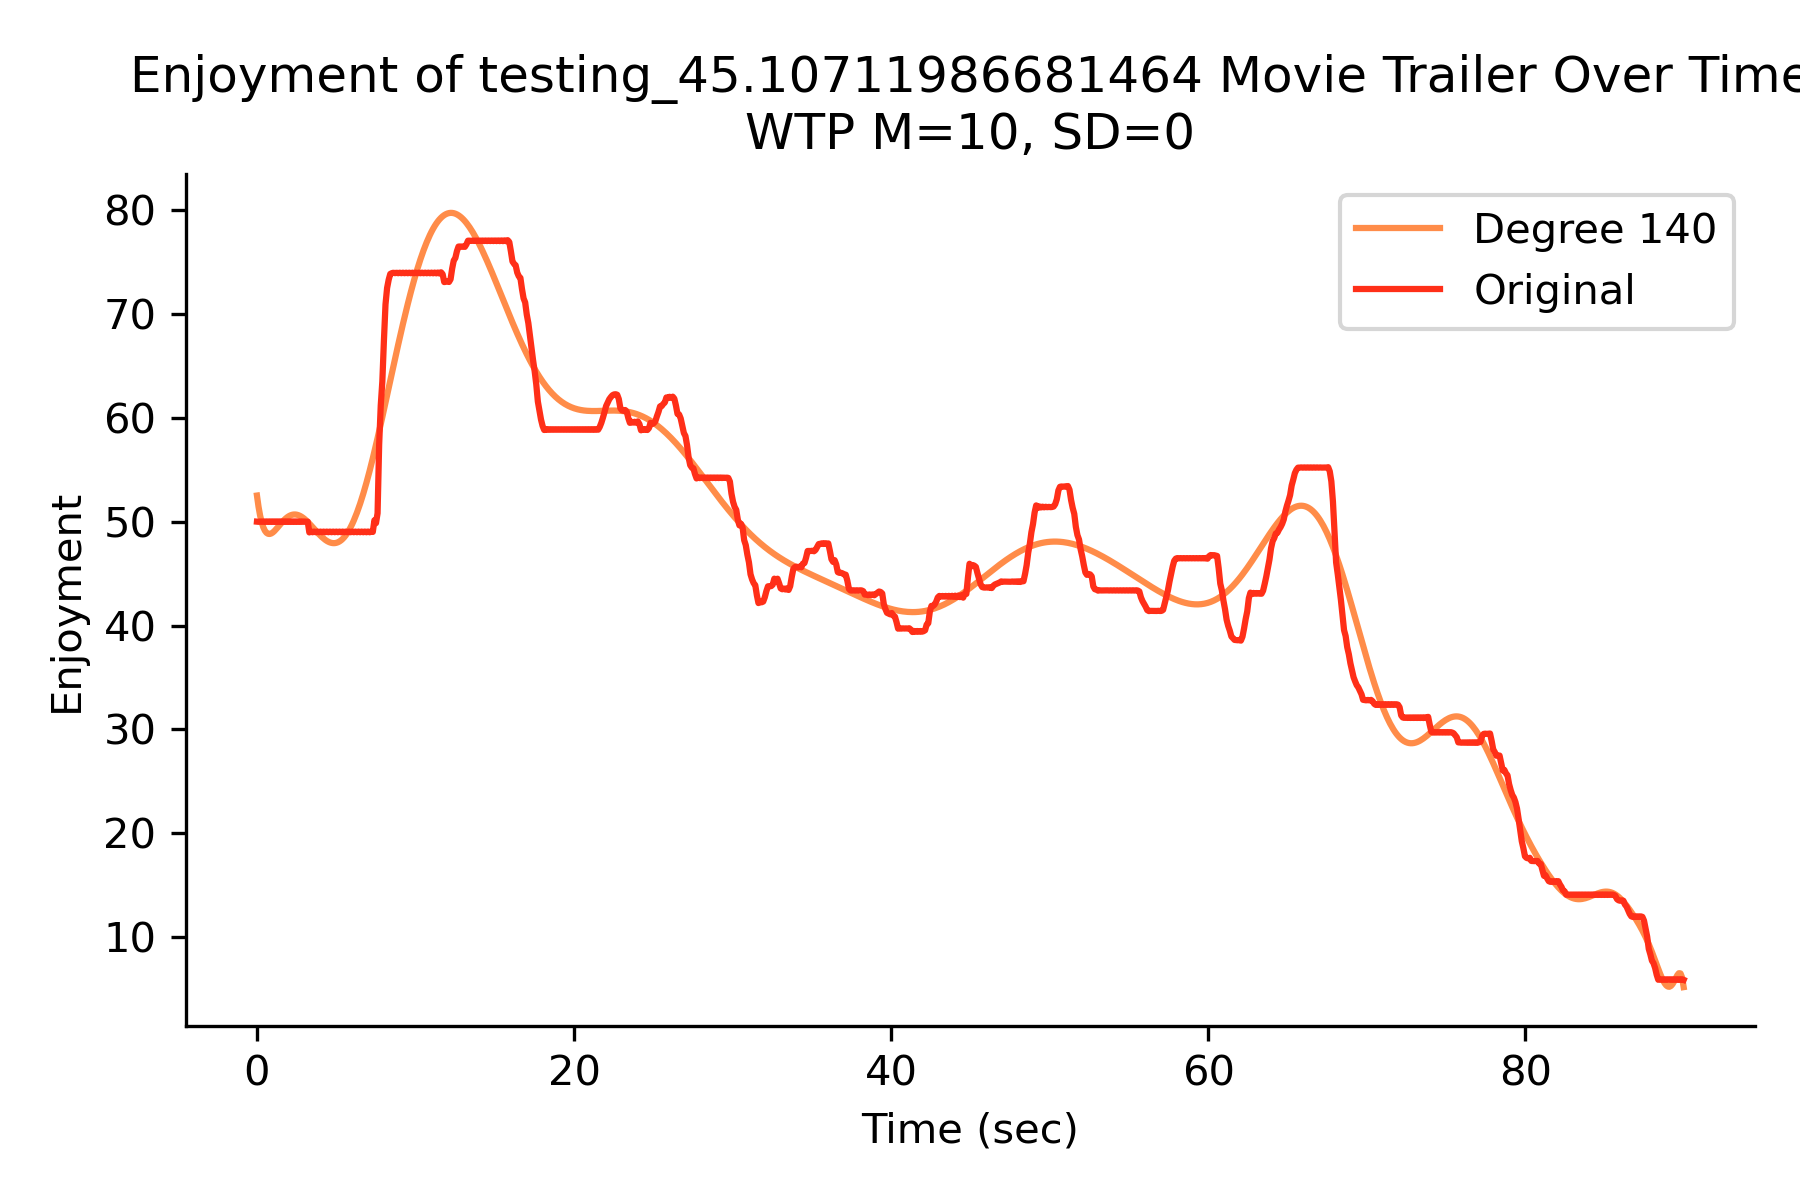 Enjoyment of testing_45.10711986681464 Movie Trailer Over Time
WTP M=10, SD=0
Degree 140
Original
80
70
60
50
40
30
20
10
Enjoyment
0 20 40 60 80
Time (sec)